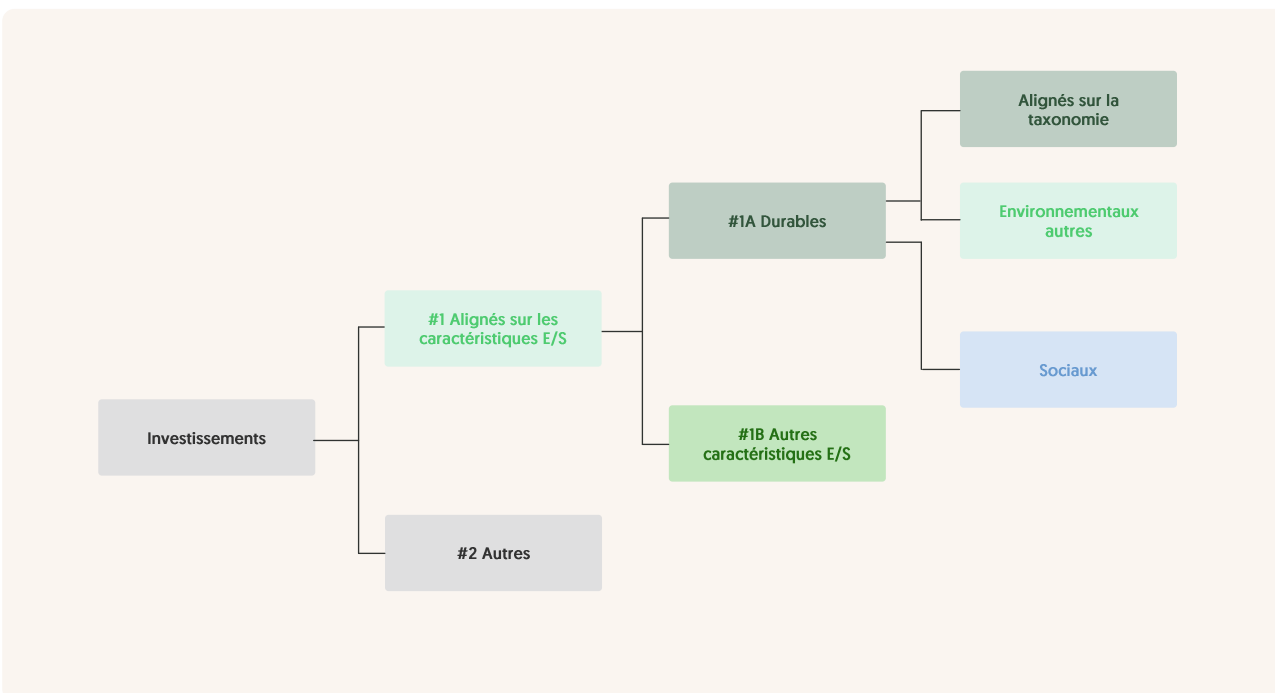 Alignés sur la
taxonomie
#1A Durables
Environnementaux
autres
#1 Alignés sur les
caractéristiques E/S
Sociaux
Investissements
#1B Autres
caractéristiques E/S
#2 Autres